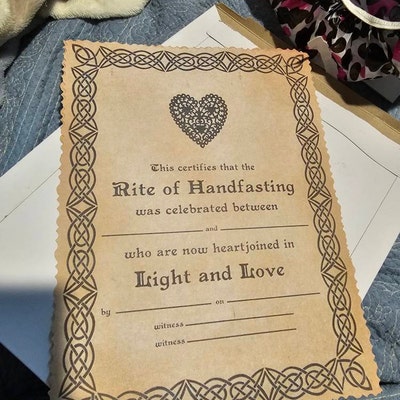 This certifies that the
Rite of Handfasting
was celebrated between
and
who are now heartjoined in
Light and Love
by on
witness
witness